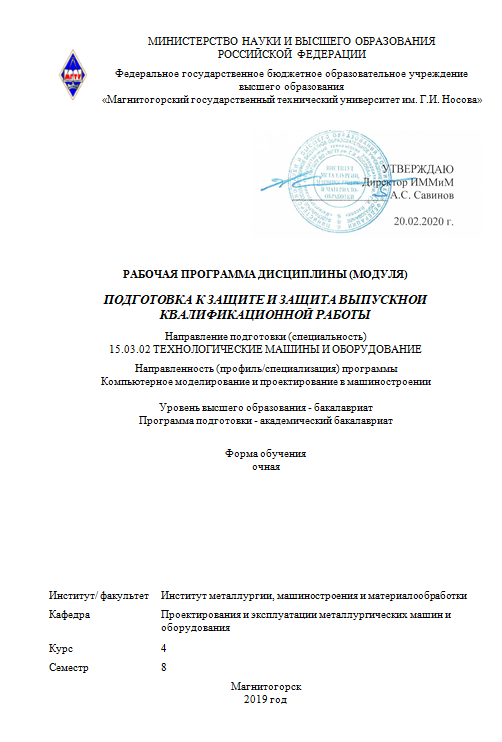 МИНИСТЕРСТВО НАУКИ И ВЫСШЕГО ОБРАЗОВАНИЯ
РОССИЙСКОЙ ФЕДЕРАЦИИ
Федеральное государственное бюджетное образовательное учреждение
высшего образования
«Магнитогорский государственный технический университет им. Г.И. Носова»
МГТУ
УТВЕРЖДАЮ
Директор ИММиМ
А.С. Савинов
20.02.2020 г.
РАБОЧАЯ ПРОГРАММА ДИСЦИПЛИНЫ (МОДУЛЯ)
ПОДГОТОВКА К ЗАЩИТЕ И ЗАЩИТА ВЫПУСКНОЙ
КВАЛИФИКАЦИОННОЙ РАБОТЫ
Направление подготовки (специальность)
15.03.02 ТЕХНОЛОГИЧЕСКИЕ МАШИНЫ И ОБОРУДОВАНИЕ
Направленность (профиль/специализация) программы
Компьютерное моделирование и проектирование в машиностроении
Уровень высшего образования - бакалавриат
Программа подготовки - академический бакалавриат
Форма обучения
очная
Институт/ факультет Институт металлургии, машиностроения и материалообработки
Кафедра Проектирования и эксплуатации металлургических машин и
оборудования
Курс 4
Семестр 8
Магнитогорск
2019 год